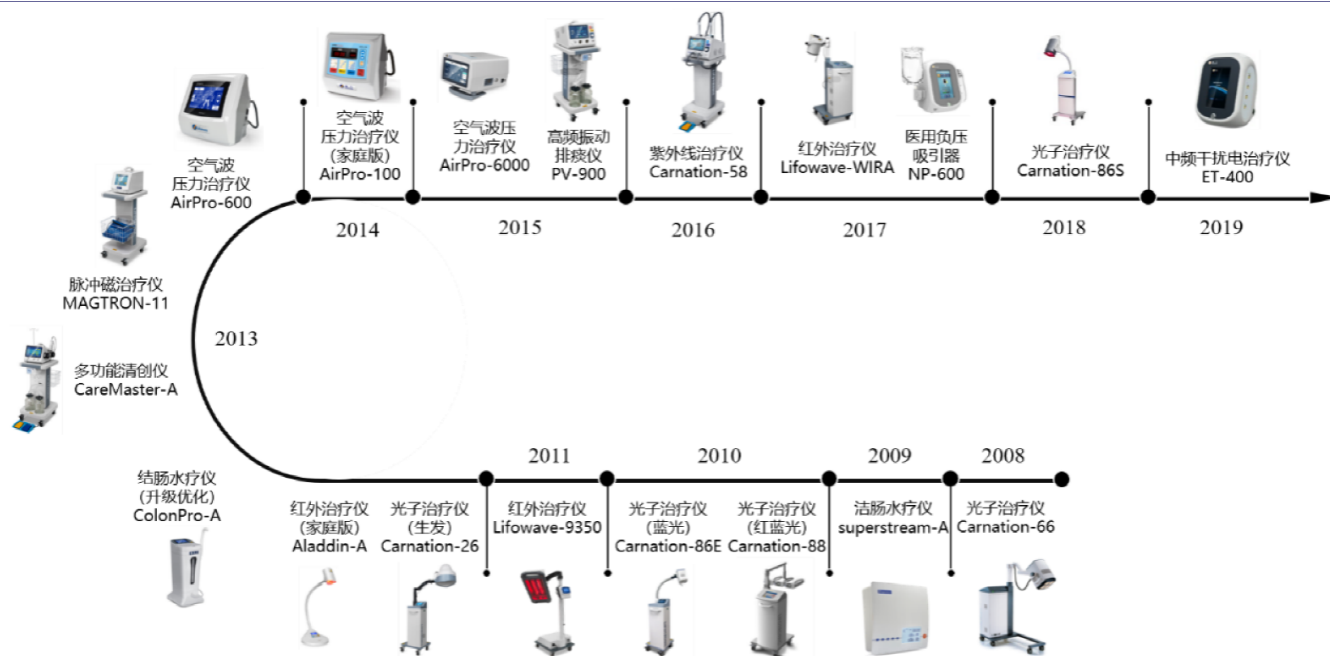 空气波
压力治疗仪
(家庭版)
AirPro-100
空气波压
力治疗仪
AirPro-6000
高频振动
排痰仪
PV-900
紫外线治疗仪
Carnation-58
红外治疗仪
Lifowave-WIRA
医用负压
吸引器
NP-600
光子治疗仪
Carnation-86S
中频干扰电治疗仪
ET-400
空气波
压力治疗仪
AirPro-600
2014
2015
2016
2017
2018
2019
脉冲磁治疗仪
MAGTRON-11
2013
多功能清创仪
CareMaster-A
2011
2010
2009
2008
结肠水疗仪
(升级优化)
ColonPro-A
红外治疗仪
(家庭版)
Aladdin-A
光子治疗仪
(生发)
Carnation-26
红外治疗仪
Lifowave-9350
光子治疗仪
(蓝光)
Carnation-86E
光子治疗仪
(红蓝光)
Carnation-88
洁肠水疗仪
superstream-A
光子治疗仪
Carnation-66